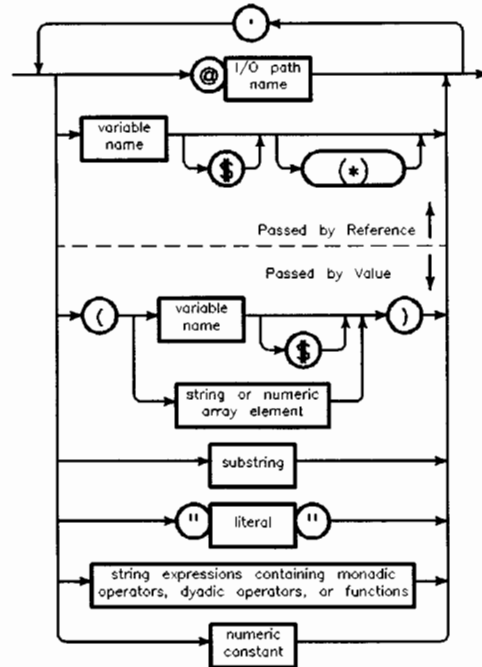 ,
@ I/O path
name
variable
name
$
(*)
Passed by Reference
Passed by Value
(
variable
name
$
)
string or numeric
array element
substring
" literal "
string expressions containing monadic
operators, dyadic operators, or functions
numeric
constant